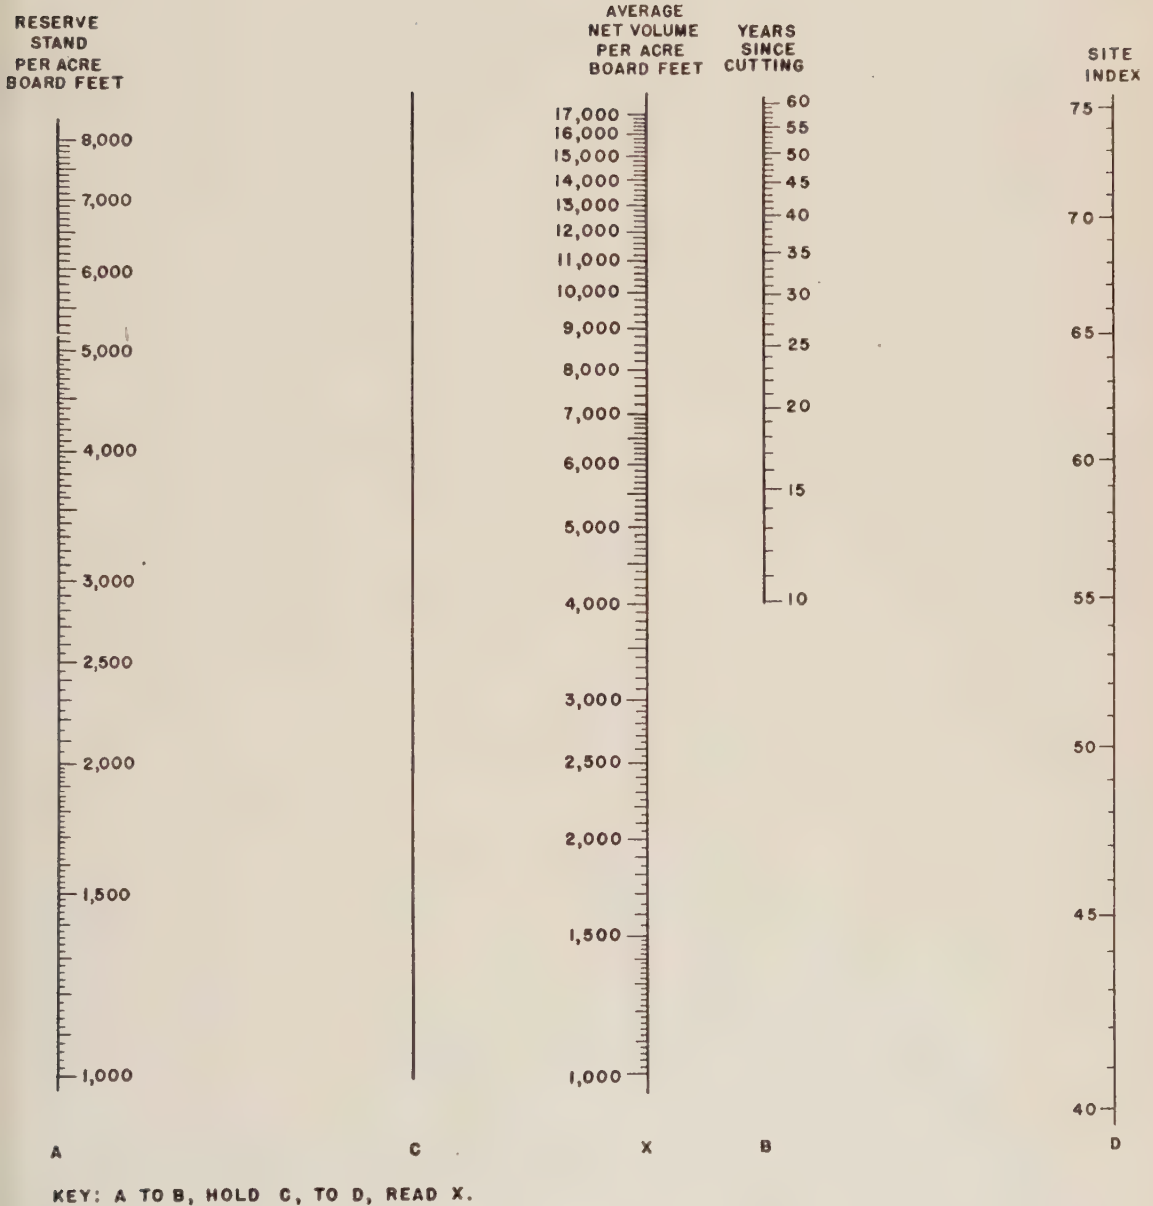 RESERVE
STAND
PER ACRE
BOARD FEET
8,000
7,000
6,000
5,000
4,000
3,000
2,500
2,000
1,500
1,000
A
C
AVERAGE
NET VOLUME
PER ACRE
BOARD FEET
17,000
16,000
15,000
14,000
13,000
12,000
11,000
10,000
9,000
8,000
7,000
6,000
5,000
4,000
3,000
2,500
2,000
1,500
1,000
X
YEARS
SINCE
CUTTING
60
55
50
45
40
35
30
25
20
15
10
B
SITE
INDEX
75
70
65
60
55
50
45
40
D
KEY: A TO B, HOLD C, TO D, READ X.